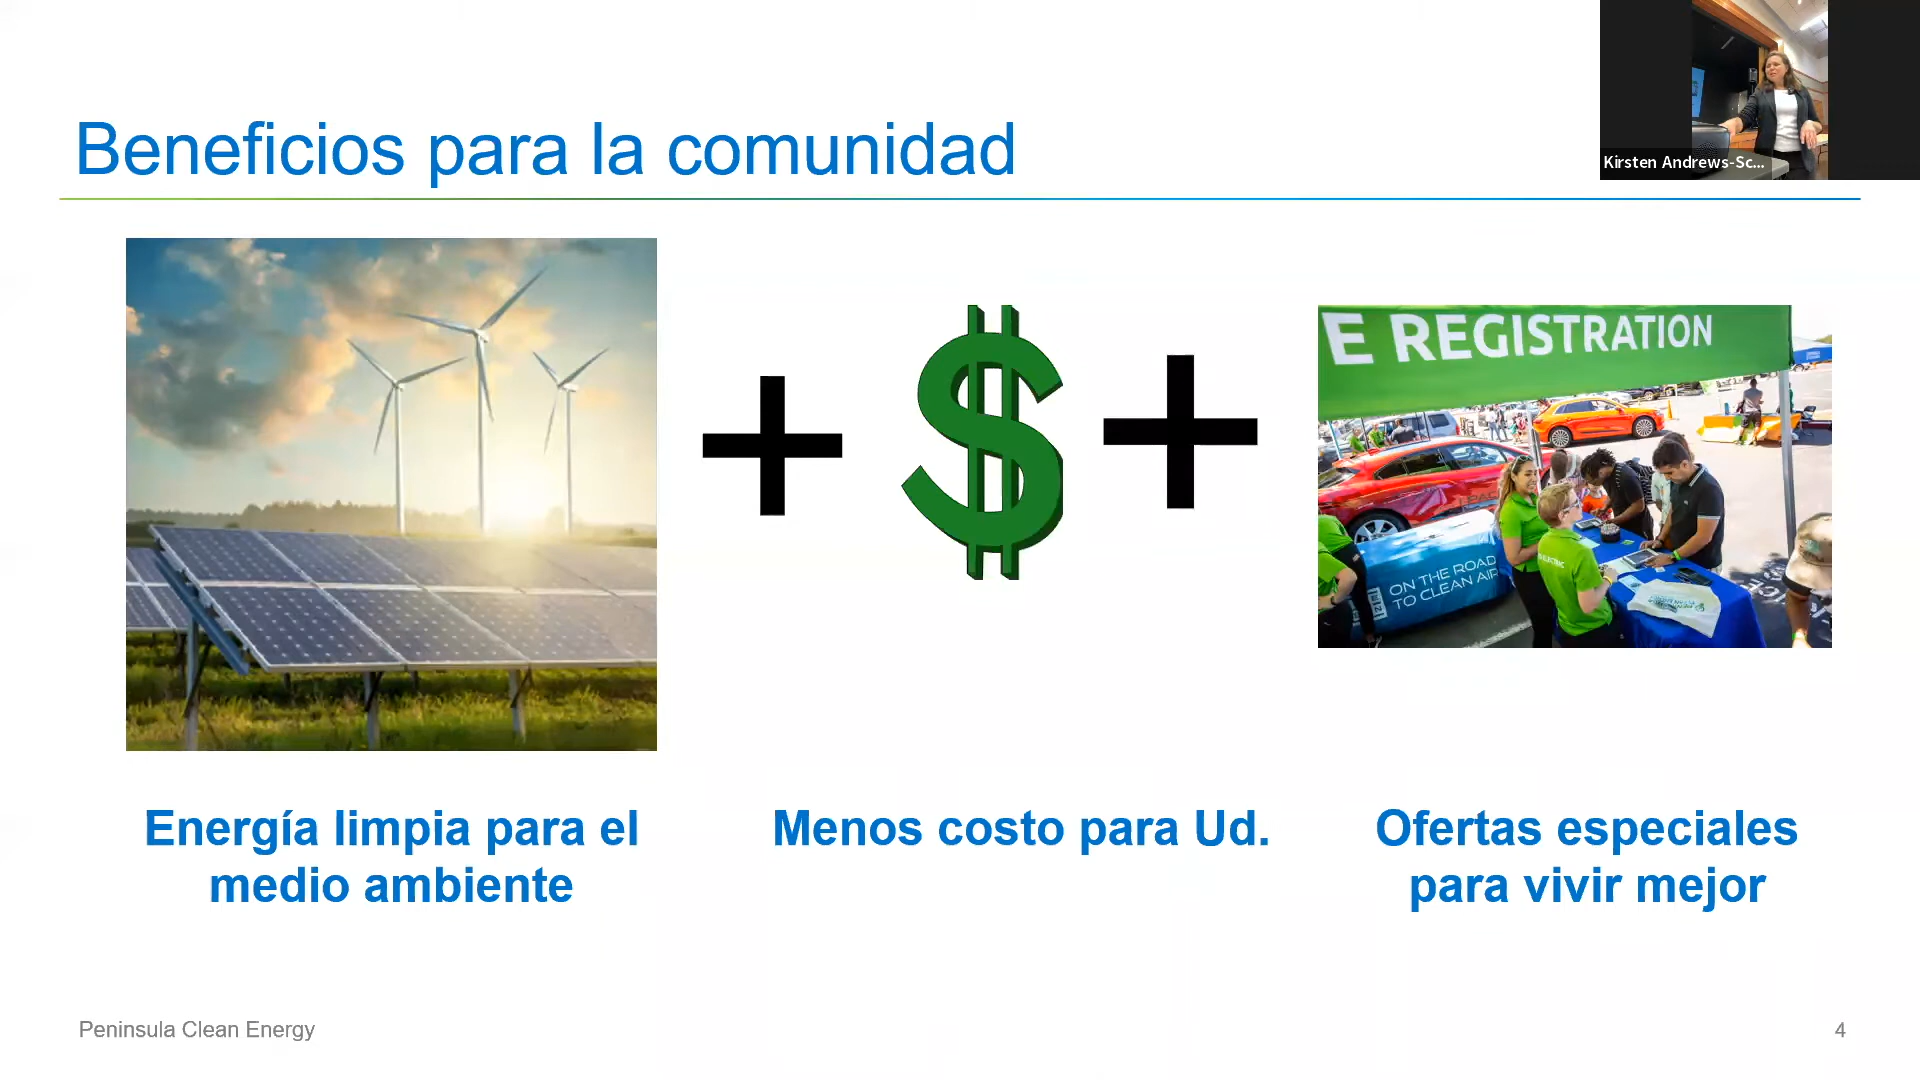 Kirsten Andrews-Sc...
Beneficios para la comunidad
E REGISTRATION
ON THE ROAD
TO CLEAN AIR
Energía limpia para el
medio ambiente
Menos costo para Ud.
Ofertas especiales
para vivir mejor
Peninsula Clean Energy
4